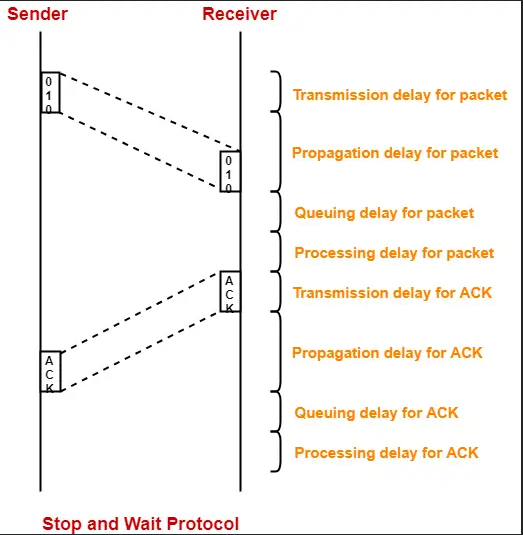 Sender
Receiver
0
1
0
Transmission delay for packet
0
1
0
Propagation delay for packet
Queuing delay for packet
Processing delay for packet
A
C
K
Transmission delay for ACK
A
C
K
Propagation delay for ACK
Queuing delay for ACK
Processing delay for ACK
Stop and Wait Protocol